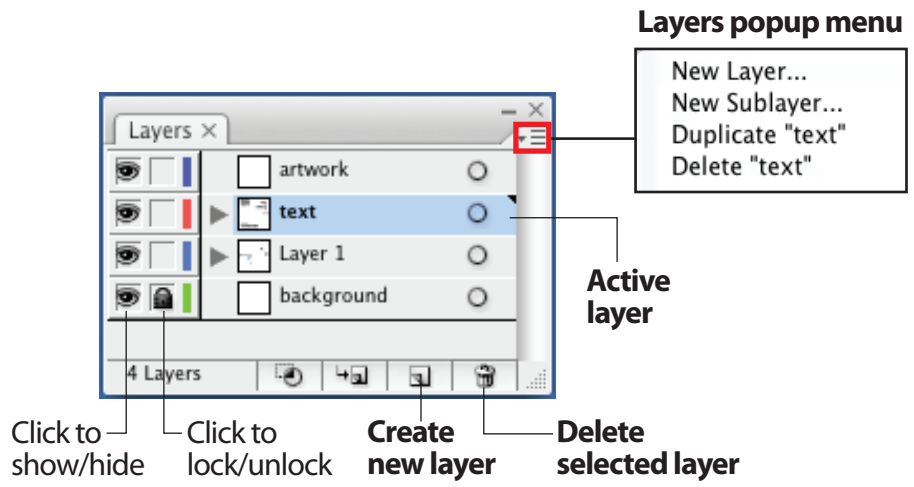 Layers popup menu
New Layer...
New Sublayer...
Duplicate "text"
Delete "text"
Layers
artwork
text
Layer 1
background
4 Layers
Active
layer
Click to
show/hide
Click to
lock/unlock
Create
new layer
Delete
selected layer